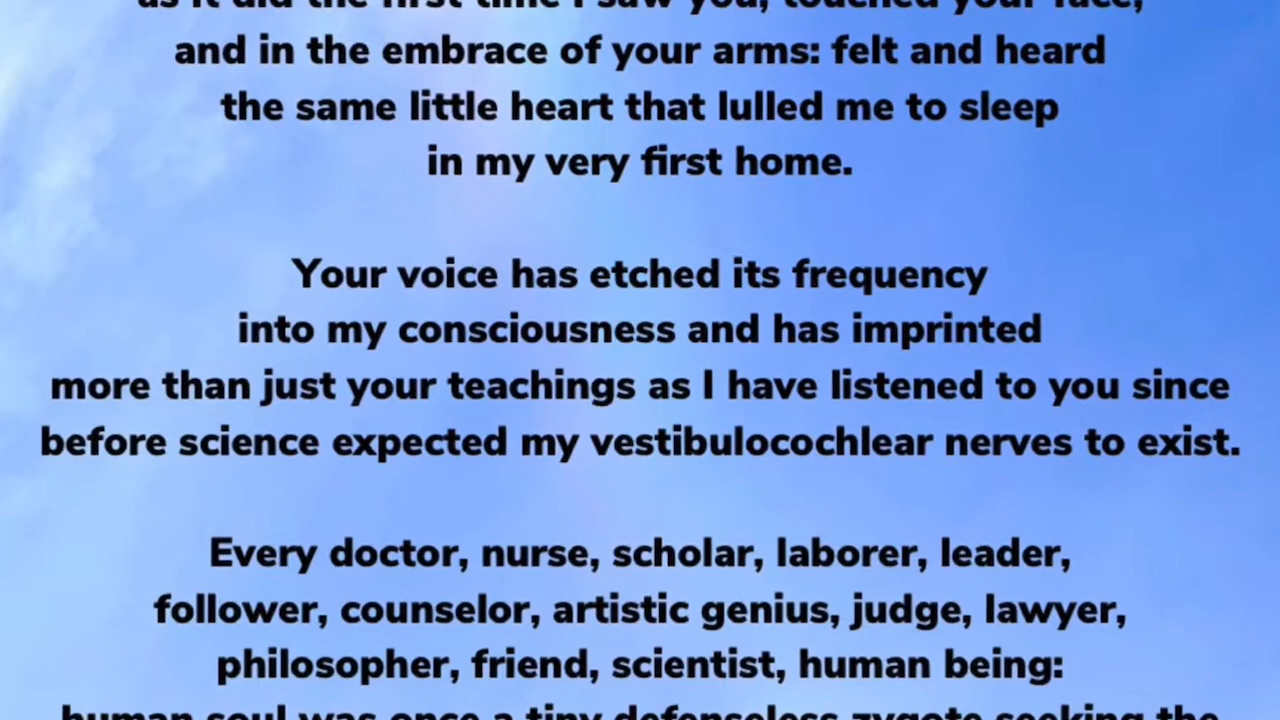 as it did the first time I saw you, touched your face,
and in the embrace of your arms: felt and heard
the same little heart that lulled me to sleep
in my very first home.
Your voice has etched its frequency
into my consciousness and has imprinted
more than just your teachings as I have listened to you since
before science expected my vestibulocochlear nerves to exist.
Every doctor, nurse, scholar, laborer, leader,
follower, counselor, artistic genius, judge, lawyer,
philosopher, friend, scientist, human being:
human soul was once a tiny defenseless zygote seeking the